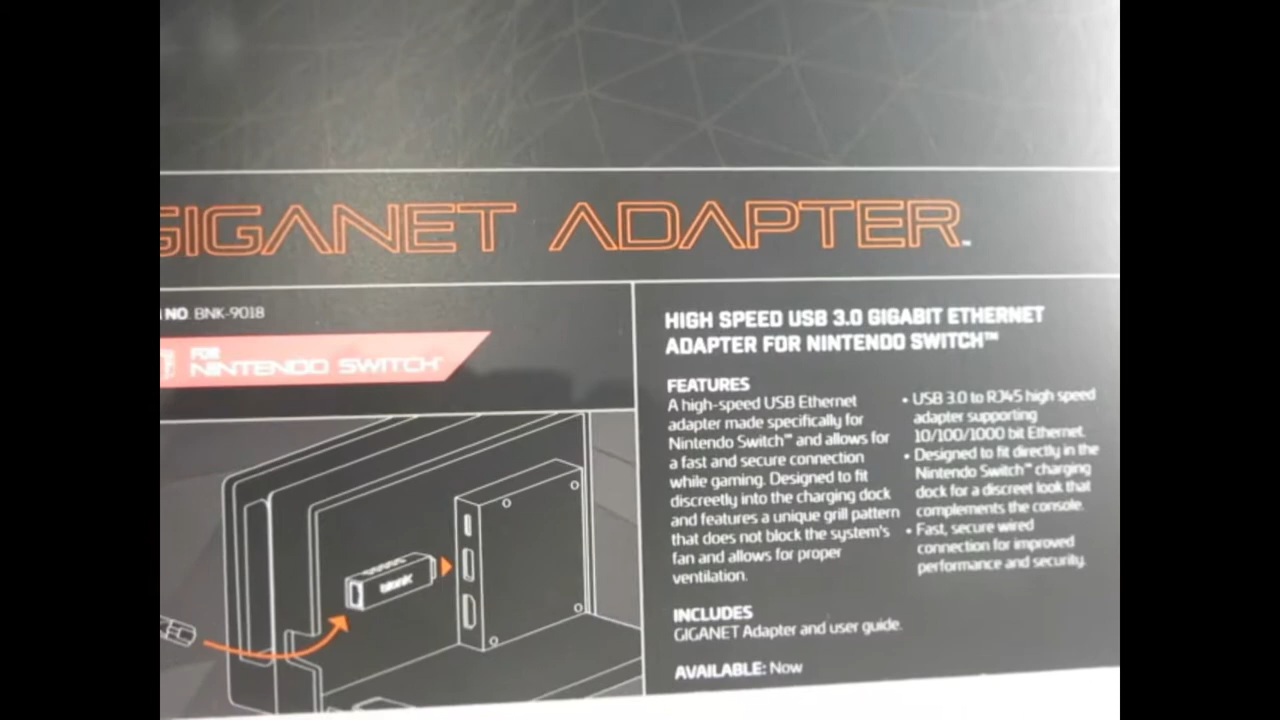 GIGANET ADAPTER™
NO BNK-9018
FOR
NINTENDO SWITCH™
HIGH SPEED USB 3.0 GIGABIT ETHERNET
ADAPTER FOR NINTENDO SWITCH™
FEATURES
A high-speed USB Ethernet
adapter made specifically for
Nintendo Switch™ and allows for
a fast and secure connection
while gaming. Designed to fit
discreetly into the charging dock
and features a unique grill pattern
that does not block the system's
fan and allows for proper
ventilation.
• USB 3.0 to RJ45 high speed
adapter supporting
10/100/1000 bit Ethernet.
• Designed to fit directly in the
Nintendo Switch™ charging
dock for a discreet look that
complements the console.
• Fast, secure wired
connection for improved
performance and security.
INCLUDES
GIGANET Adapter and user guide.
AVAILABLE: Now
bionik